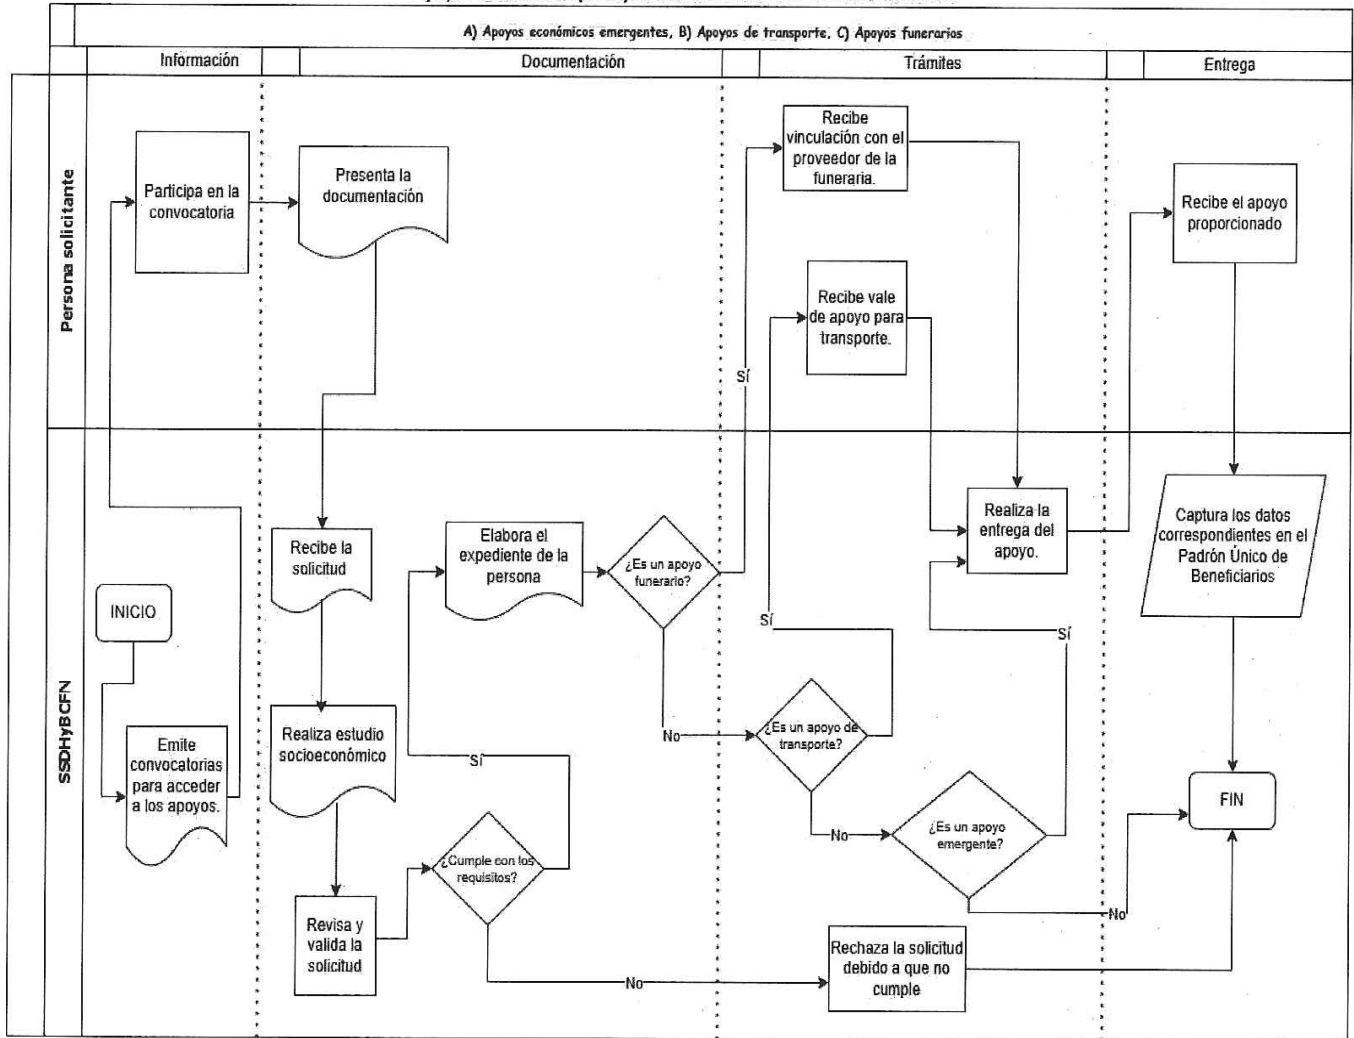 A) Apoyos económicos emergentes, B) Apoyos de transporte, C) Apoyos funerarios
Información
Documentación
Trámites
Entrega
Persona solicitante
Participa en la
convocatoria
Presenta la
documentación
Recibe
vinculación con el
proveedor de la
funeraria.
Recibe vale
de apoyo para
transporte.
Recibe el apoyo
proporcionado
Sí
SSDHyBCFN
INICIO
Emite
convocatorias
para acceder
a los apoyos.
Recibe la
solicitud
Realiza estudio
socioeconómico
Revisa y
valida la
solicitud
¿Cumple con los
requisitos?
Sí
No
Elabora el
expediente de la
persona
¿Es un apoyo
funerario?
No
¿Es un apoyo de
transporte?
Sí
No
¿Es un apoyo
emergente?
Sí
No
Rechaza la solicitud
debido a que no
cumple
Realiza la
entrega del
apoyo.
Captura los datos
correspondientes en el
Padrón Único de
Beneficiarios
FIN